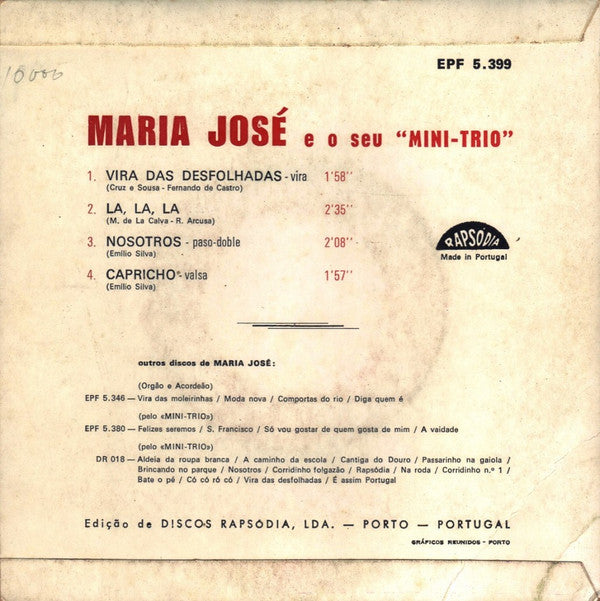 EPF 5.399
10000
MARIA JOSÉ e o seu "MINI-TRIO"
1. VIRA DAS DESFOLHADAS - vira 1'58''
(Cruz e Sousa - Fernando de Castro)
2. LA, LA, LA 2'35''
(M. de La Calva - R. Arcusa)
3. NOSOTROS - paso-doble 2'08''
(Emílio Silva)
4. CAPRICHO - valsa 1'57''
(Emílio Silva)
RAPSÓDIA
Made in Portugal
outros discos de MARIA JOSÉ:
(Orgão e Acordeão)
EPF 5.346 — Vira das moleirinhas / Moda nova / Comportas do rio / Diga quem é
(pelo «MINI-TRIO»)
EPF 5.380 — Felizes seremos / S. Francisco / Só vou gostar de quem gosta de mim / A vaidade
(pelo «MINI-TRIO»)
DR 018 — Aldeia da roupa branca / A caminho da escola / Cantiga do Douro / Passarinho na gaiola /
Brincando no parque / Nosotros / Corridinho folgazão / Rapsódia / Na roda / Corridinho n.º 1 /
Bate o pé / Có có ró có / Vira das desfolhadas / É assim Portugal
Edição de DISCOS RAPSÓDIA, LDA. — PORTO — PORTUGAL
GRÁFICOS REUNIDOS - PORTO